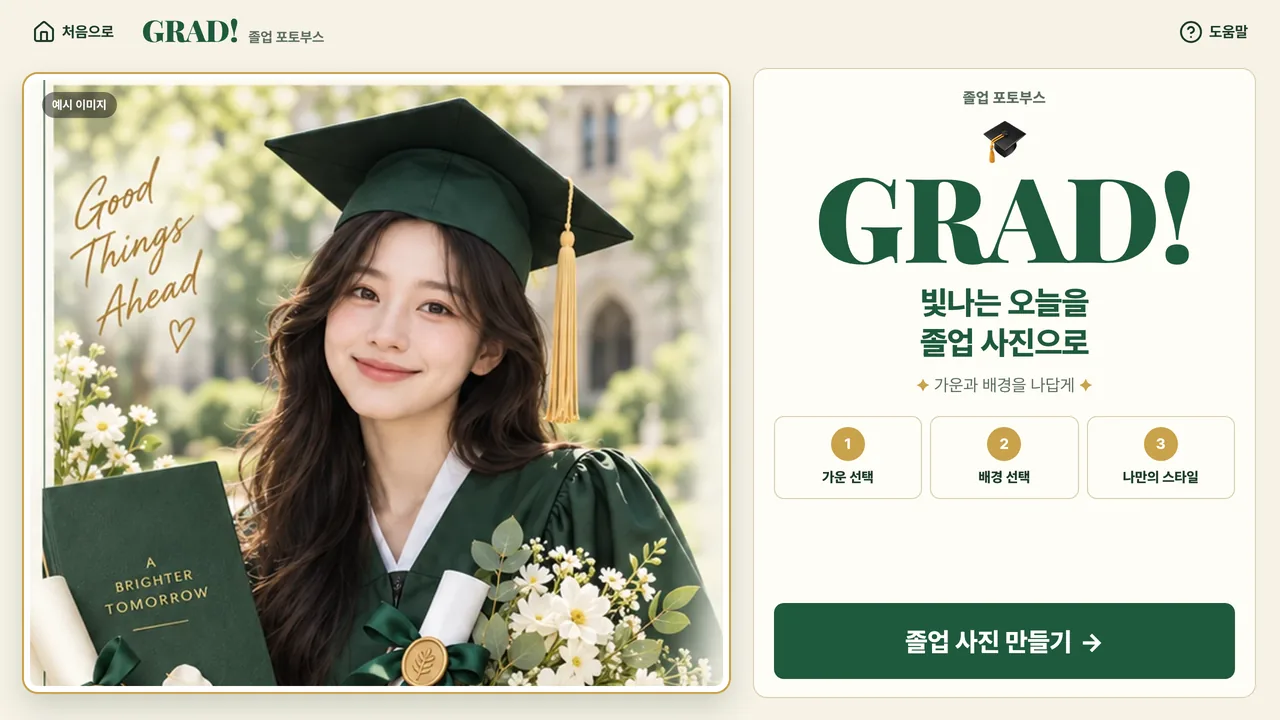 처음으로
GRAD! 졸업 포토부스
도움말
예시 이미지
Good
Things
Ahead
A
BRIGHTER
TOMORROW
졸업 포토부스
GRAD!
빛나는 오늘을
졸업 사진으로
가운과 배경을 나답게
1
가운 선택
2
배경 선택
3
나만의 스타일
졸업 사진 만들기 →